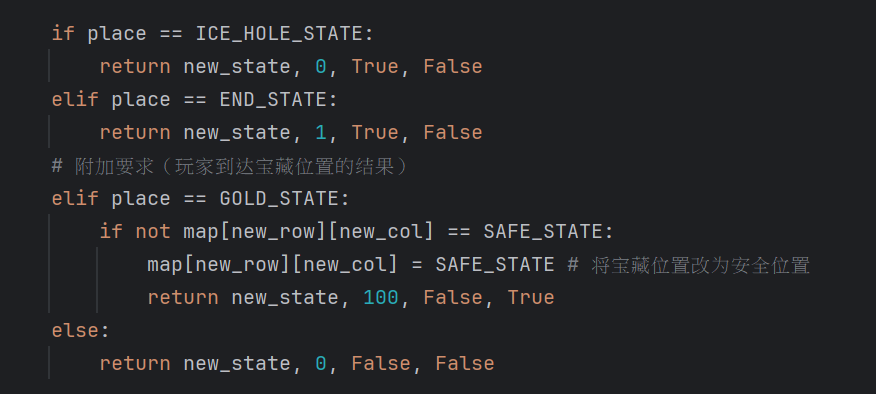 if place == ICE_HOLE_STATE:
    return new_state, 0, True, False
elif place == END_STATE:
    return new_state, 1, True, False
# 附加要求（玩家到达宝藏位置的结果）
elif place == GOLD_STATE:
    if not map[new_row][new_col] == SAFE_STATE:
        map[new_row][new_col] = SAFE_STATE # 将宝藏位置改为安全位置
        return new_state, 100, False, True
else:
    return new_state, 0, False, False